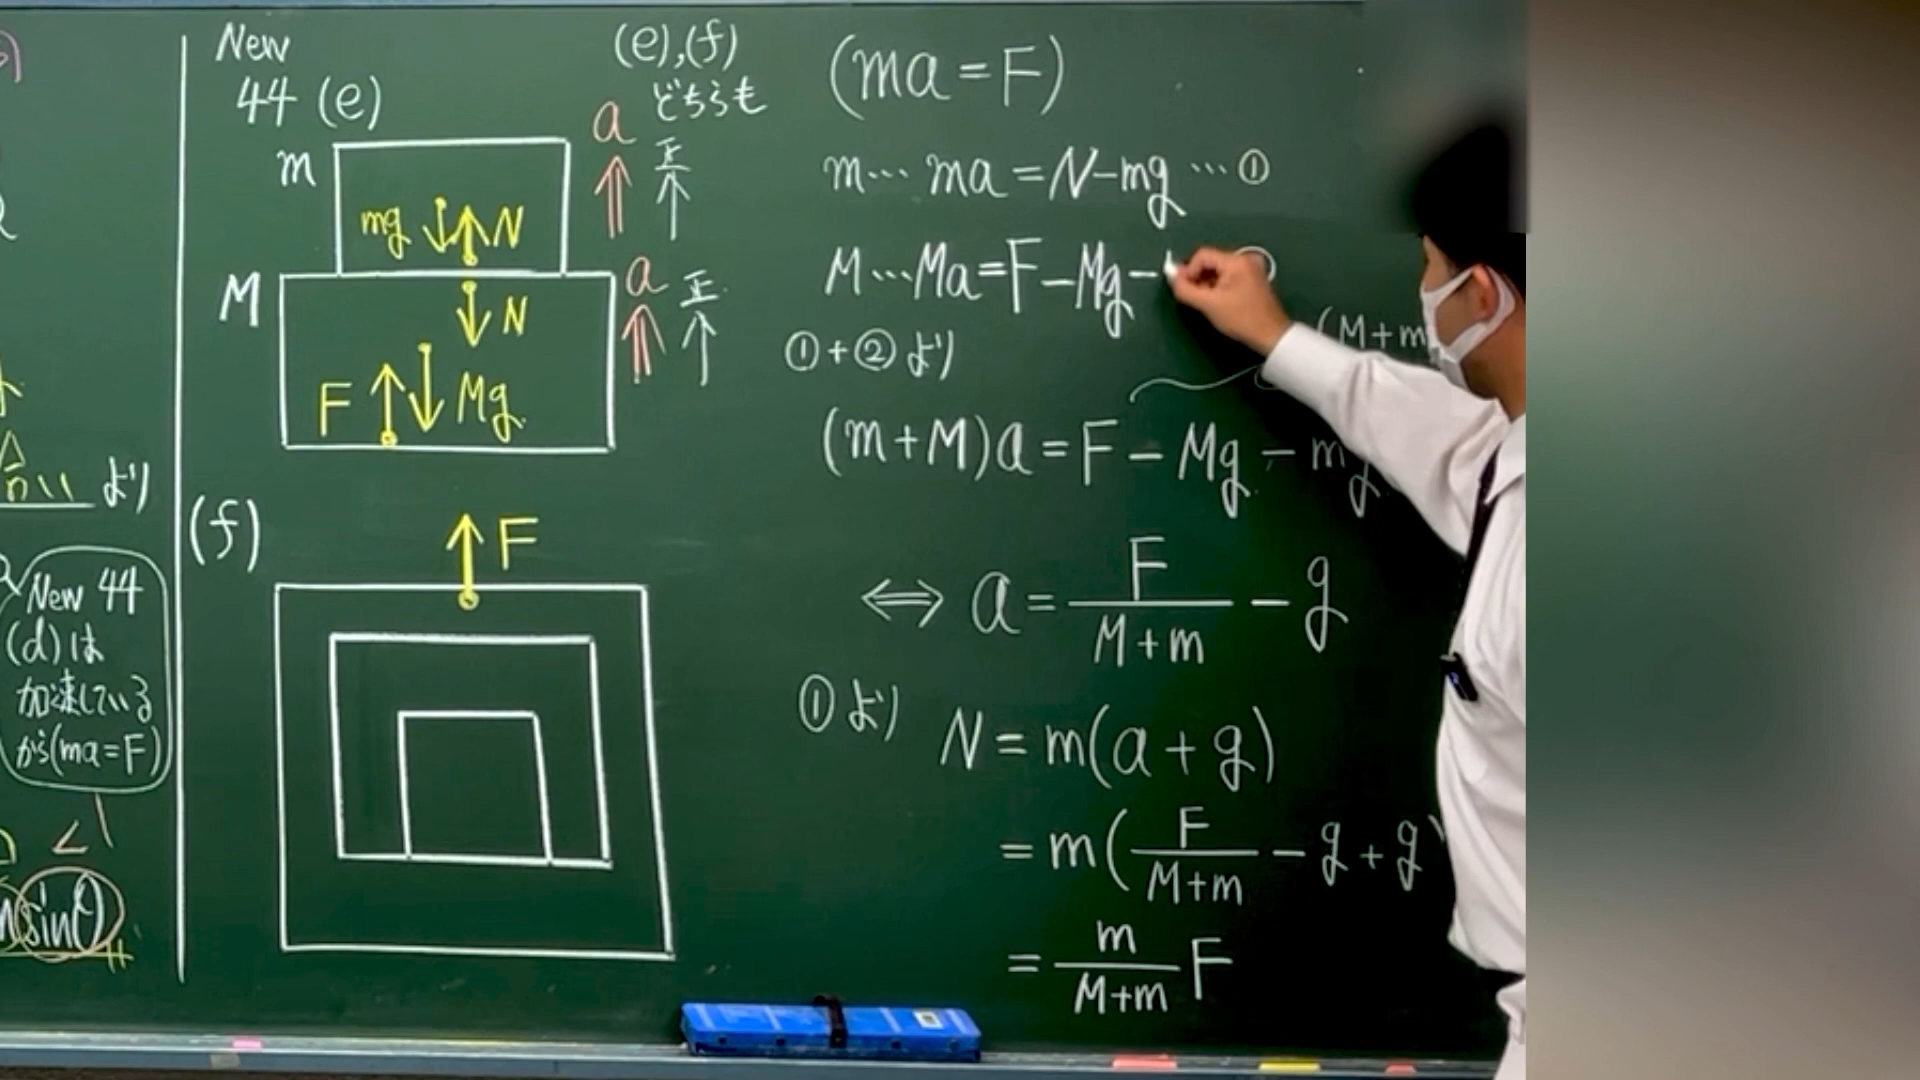 より
New 44
(d)は
加速している
から(ma=F)
sinθ
New
44 (e)
m
mg N
M
N
F Mg
(e),(f)
どちらも
a 正
a 正
(f)
F
(ma=F)
m…ma=N-mg…①
M…Ma=F-Mg-
①+②より
(M+m
(m+M)a=F-Mg-mg
⇔ a=F/(M+m)-g
①より N=m(a+g)
=m(F/(M+m)-g+g)
=m/(M+m) F